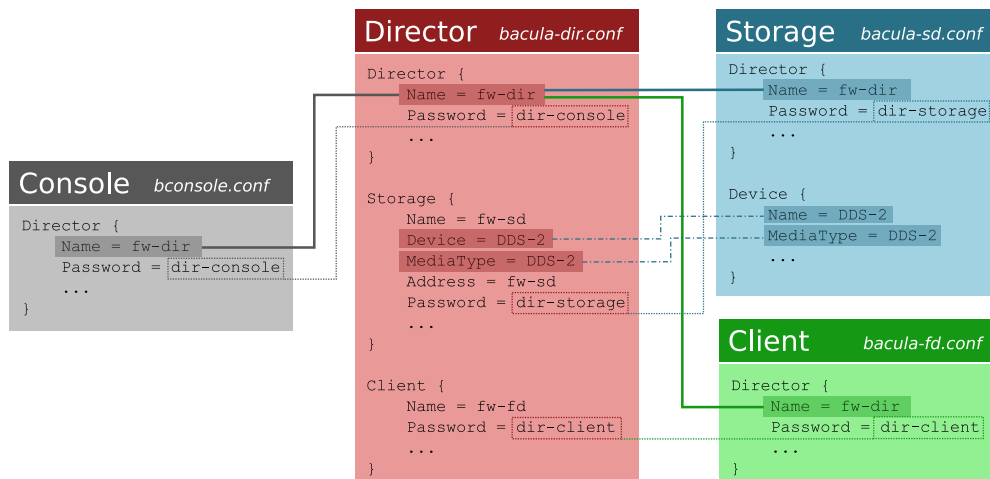 Console bconsole.conf
Director {
Name = fw-dir
Password = dir-console
...
}
Director bacula-dir.conf
Director {
Name = fw-dir
Password = dir-console
...
}
Storage {
Name = fw-sd
Device = DDS-2
MediaType = DDS-2
Address = fw-sd
Password = dir-storage
...
}
Client {
Name = fw-fd
Password = dir-client
...
}
Storage bacula-sd.conf
Director {
Name = fw-dir
Password = dir-storage
...
}
Device {
Name = DDS-2
MediaType = DDS-2
...
}
Client bacula-fd.conf
Director {
Name = fw-dir
Password = dir-client
...
}